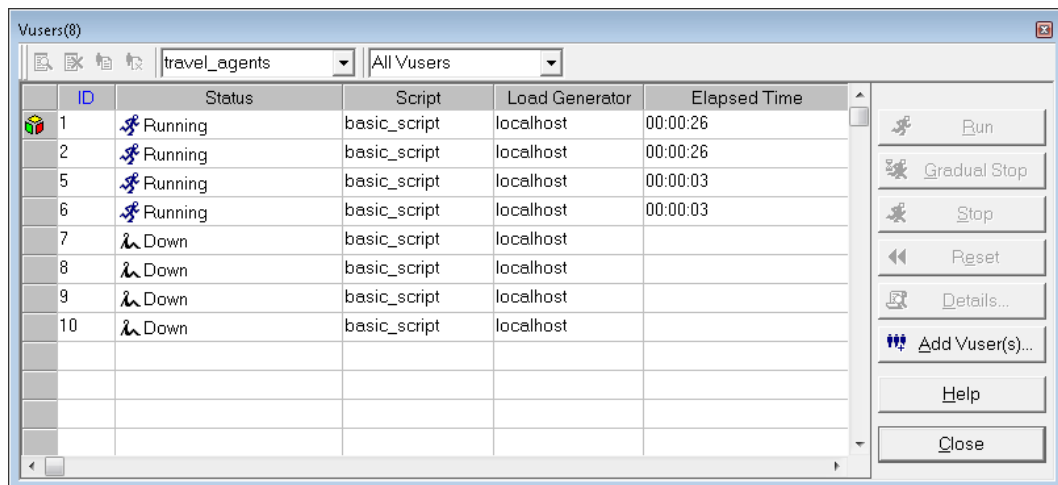 Vusers(8)
travel_agents All Vusers
ID Status Script Load Generator Elapsed Time
1 Running basic_script localhost 00:00:26
2 Running basic_script localhost 00:00:26
5 Running basic_script localhost 00:00:03
6 Running basic_script localhost 00:00:03
7 Down basic_script localhost
8 Down basic_script localhost
9 Down basic_script localhost
10 Down basic_script localhost
Run
Gradual Stop
Stop
Reset
Details...
Add Vuser(s)...
Help
Close